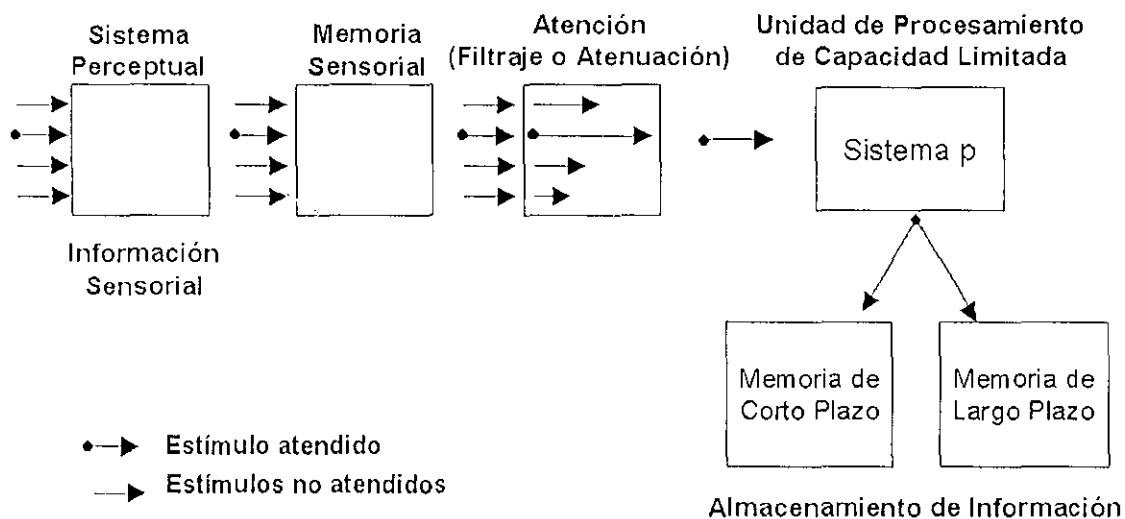 Sistema
Perceptual
Memoria
Sensorial
Atención
(Filtraje o Atenuación)
Unidad de Procesamiento
de Capacidad Limitada
Sistema p
Información
Sensorial
Memoria de
Corto Plazo
Memoria de
Largo Plazo
Estímulo atendido
Estímulos no atendidos
Almacenamiento de Información